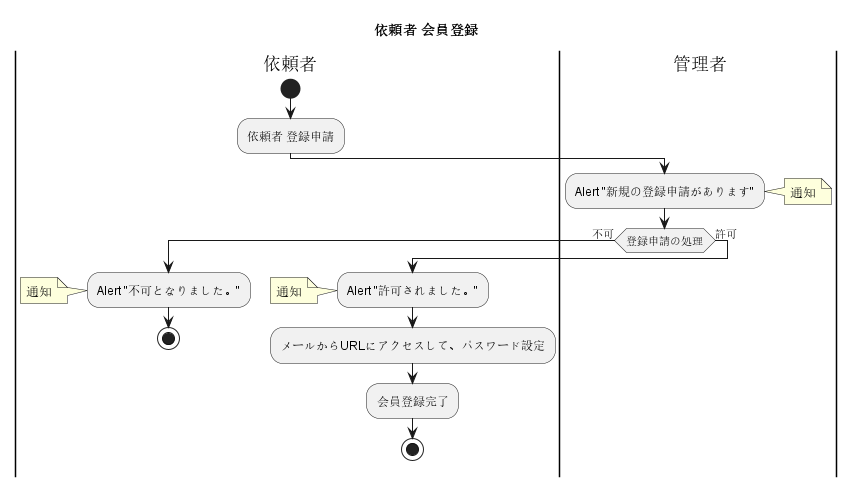 依頼者 会員登録
依頼者
管理者
依頼者 登録申請
Alert"新規の登録申請があります"
通知
不可
登録申請の処理
許可
通知
Alert"不可となりました。"
通知
Alert"許可されました。"
メールからURLにアクセスして、パスワード設定
会員登録完了